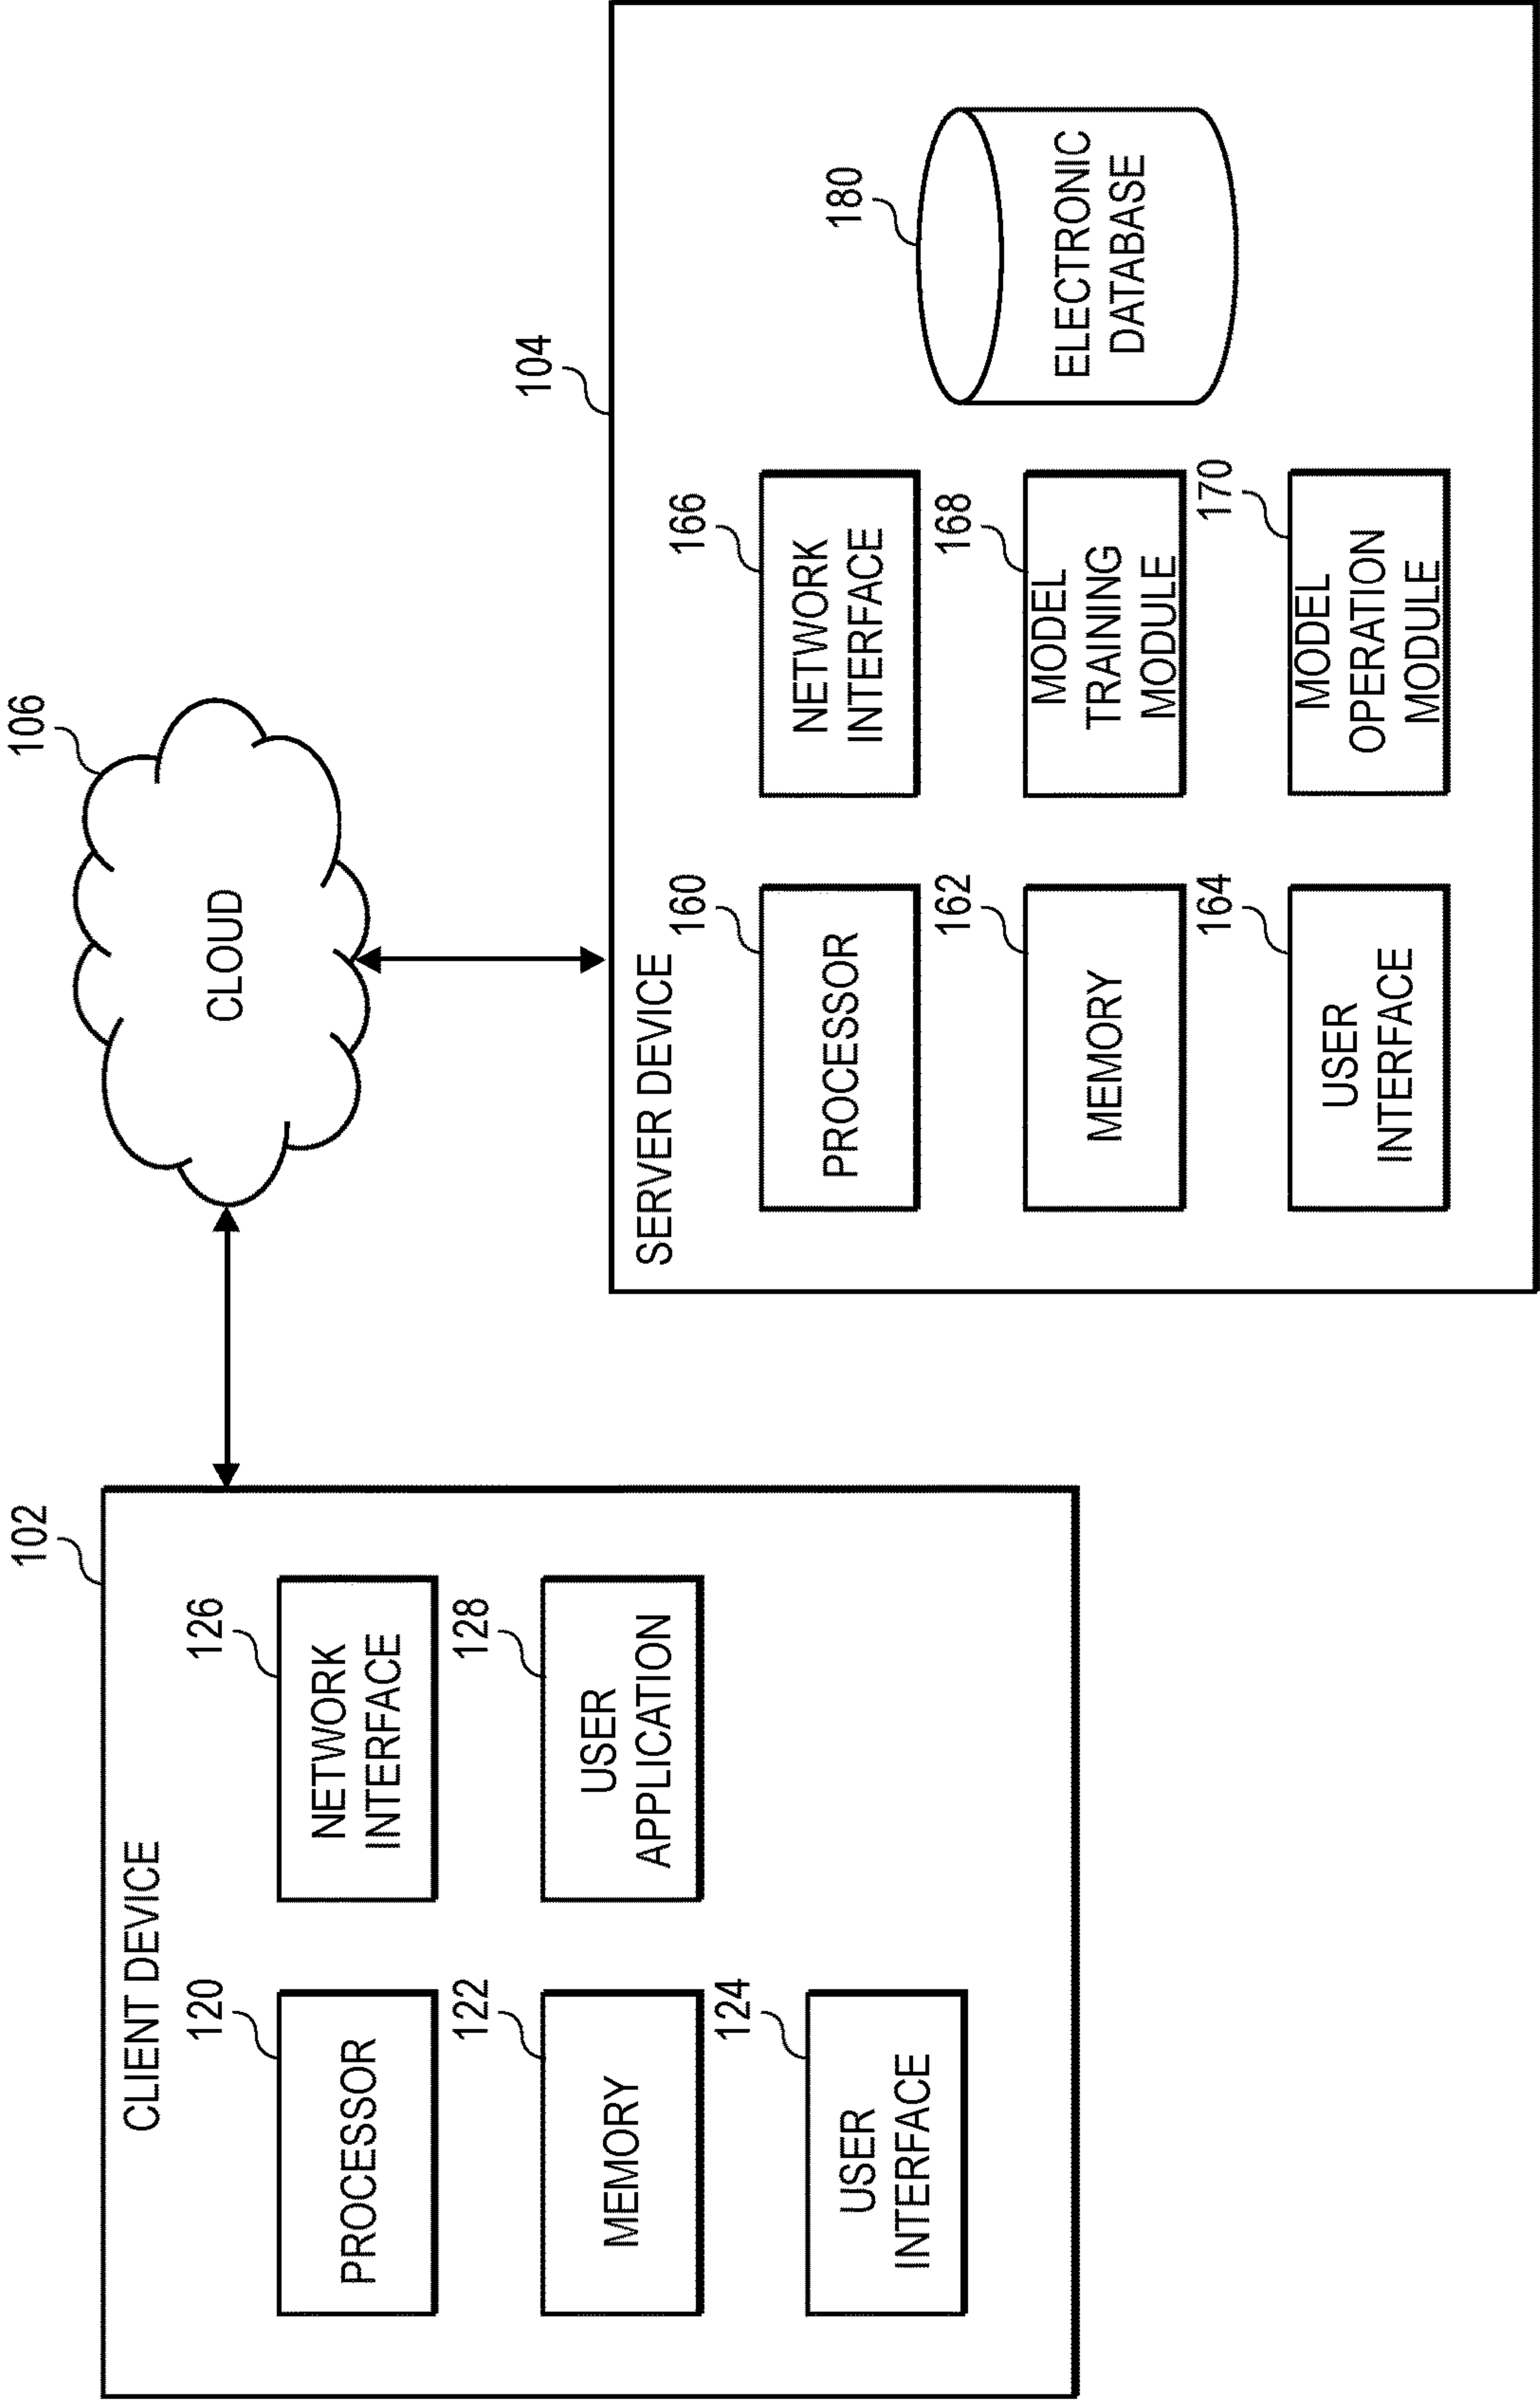 102
CLIENT DEVICE
120
PROCESSOR
126
NETWORK
INTERFACE
122
MEMORY
128
USER
APPLICATION
124
USER
INTERFACE
106
CLOUD
104
SERVER DEVICE
160
PROCESSOR
166
NETWORK
INTERFACE
162
MEMORY
168
MODEL
TRAINING
MODULE
164
USER
INTERFACE
170
MODEL
OPERATION
MODULE
180
ELECTRONIC
DATABASE